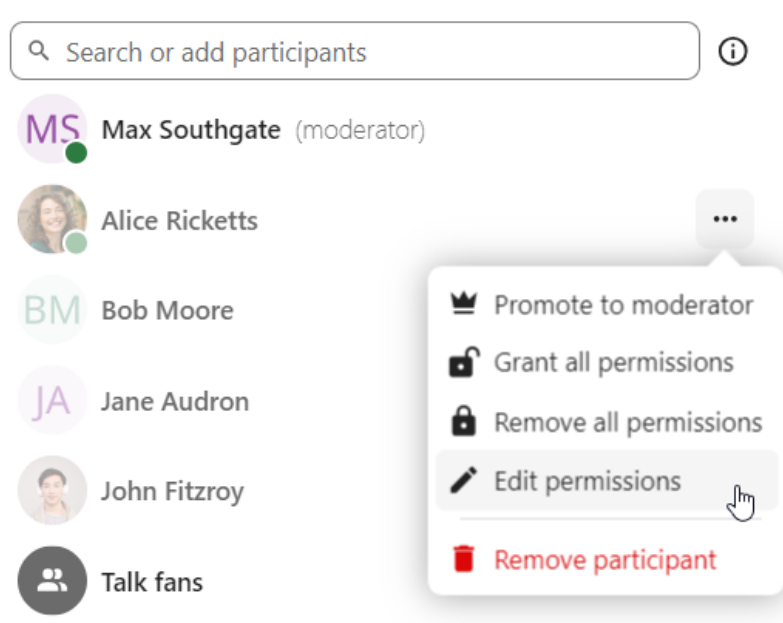 Search or add participants
MS Max Southgate (moderator)
Alice Ricketts
Promote to moderator
BM Bob Moore
Grant all permissions
JA Jane Audron
Remove all permissions
Edit permissions
John Fitzroy
Remove participant
Talk fans